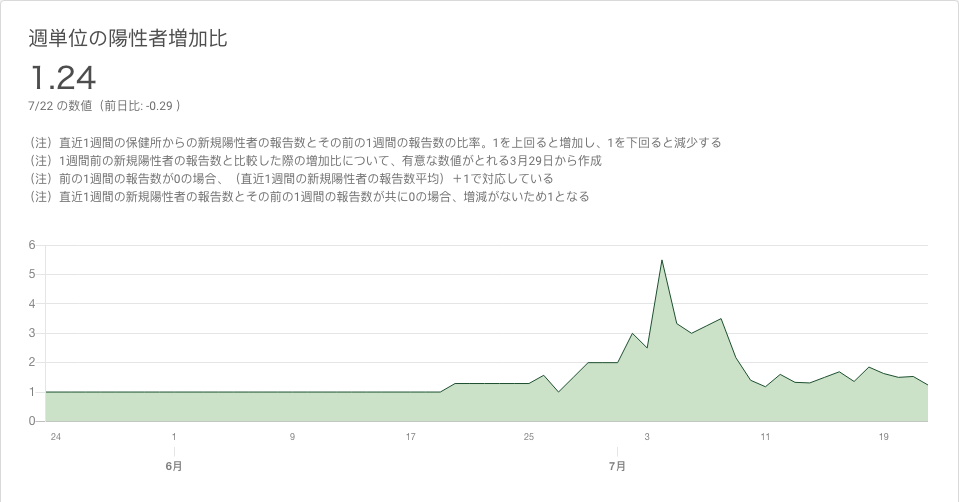 週単位の陽性者増加比
1.24
7/22 の数値（前日比: -0.29 ）
（注）直近1週間の保健所からの新規陽性者の報告数とその前の1週間の報告数の比率。1を上回ると増加し、1を下回ると減少する
（注）1週間前の新規陽性者の報告数と比較した際の増加比について、有意な数値がとれる3月29日から作成
（注）前の1週間の報告数が0の場合、（直近1週間の新規陽性者の報告数平均）＋1で対応している
（注）直近1週間の新規陽性者の報告数とその前の1週間の報告数が共に0の場合、増減がないため1となる
6
5
4
3
2
1
0
24 1 9 17 25 3 11 19
6月 7月